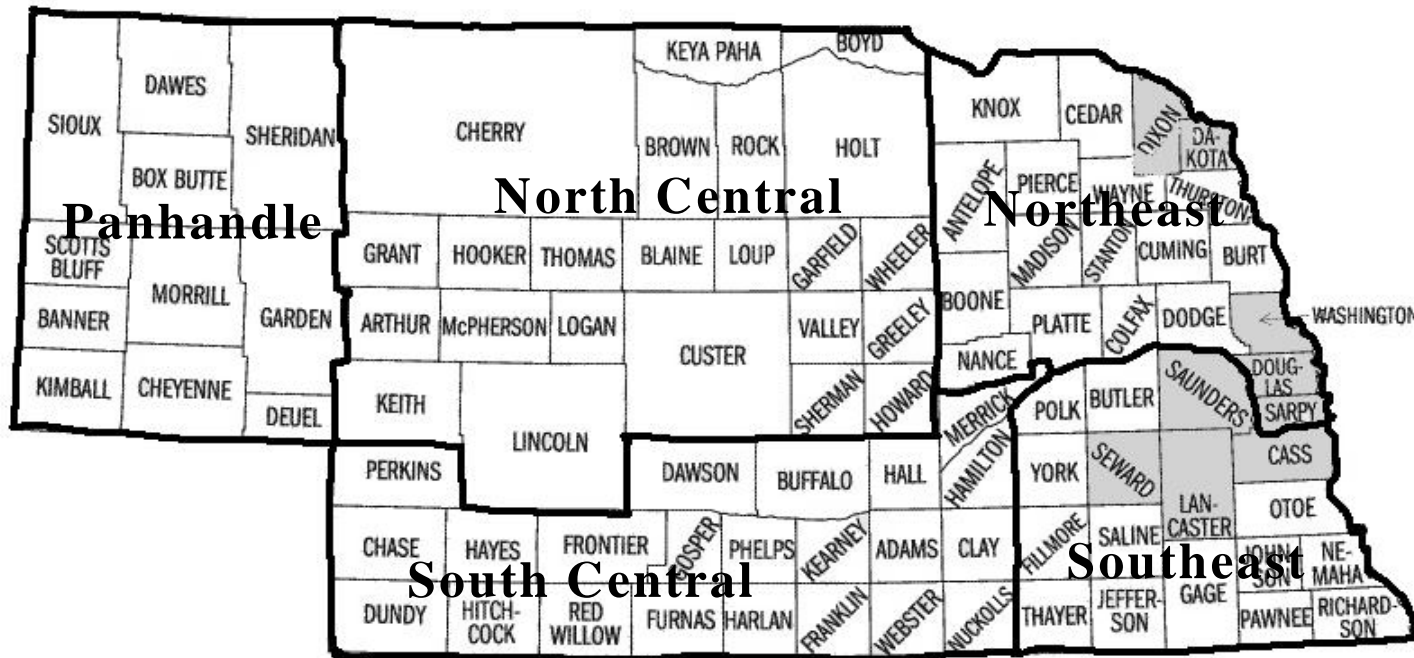 KEYA PAHA
BOYD
DAWES
SIOUX
SHERIDAN
CHERRY
BROWN
ROCK
HOLT
KNOX
CEDAR
DIXON
DA-
KOTA
BOX BUTTE
ANTELOPE
PIERCE
WAYNE
THURSTON
Panhandle
North Central
Northeast
SCOTTS
BLUFF
GRANT
HOOKER
THOMAS
BLAINE
LOUP
GARFIELD
WHEELER
MADISON
STANTON
CUMING
BURT
MORRILL
BANNER
GARDEN
ARTHUR
McPHERSON
LOGAN
CUSTER
VALLEY
GREELEY
BOONE
PLATTE
COLFAX
DODGE
WASHINGTON
NANCE
KIMBALL
CHEYENNE
DEUEL
KEITH
LINCOLN
SHERMAN
HOWARD
MERRICK
POLK
BUTLER
SAUNDERS
DOUG-
LAS
SARPY
PERKINS
DAWSON
BUFFALO
HALL
HAMILTON
YORK
SEWARD
LAN-
CASTER
CASS
OTOE
CHASE
HAYES
FRONTIER
GOSPER
PHELPS
KEARNEY
ADAMS
CLAY
FILLMORE
SALINE
JOHN-
SON
NE-
MAHA
South Central
Southeast
DUNDY
HITCH-
COCK
RED
WILLOW
FURNAS
HARLAN
FRANKLIN
WEBSTER
NUCKOLLS
THAYER
JEFFER-
SON
GAGE
PAWNEE
RICHARD-
SON